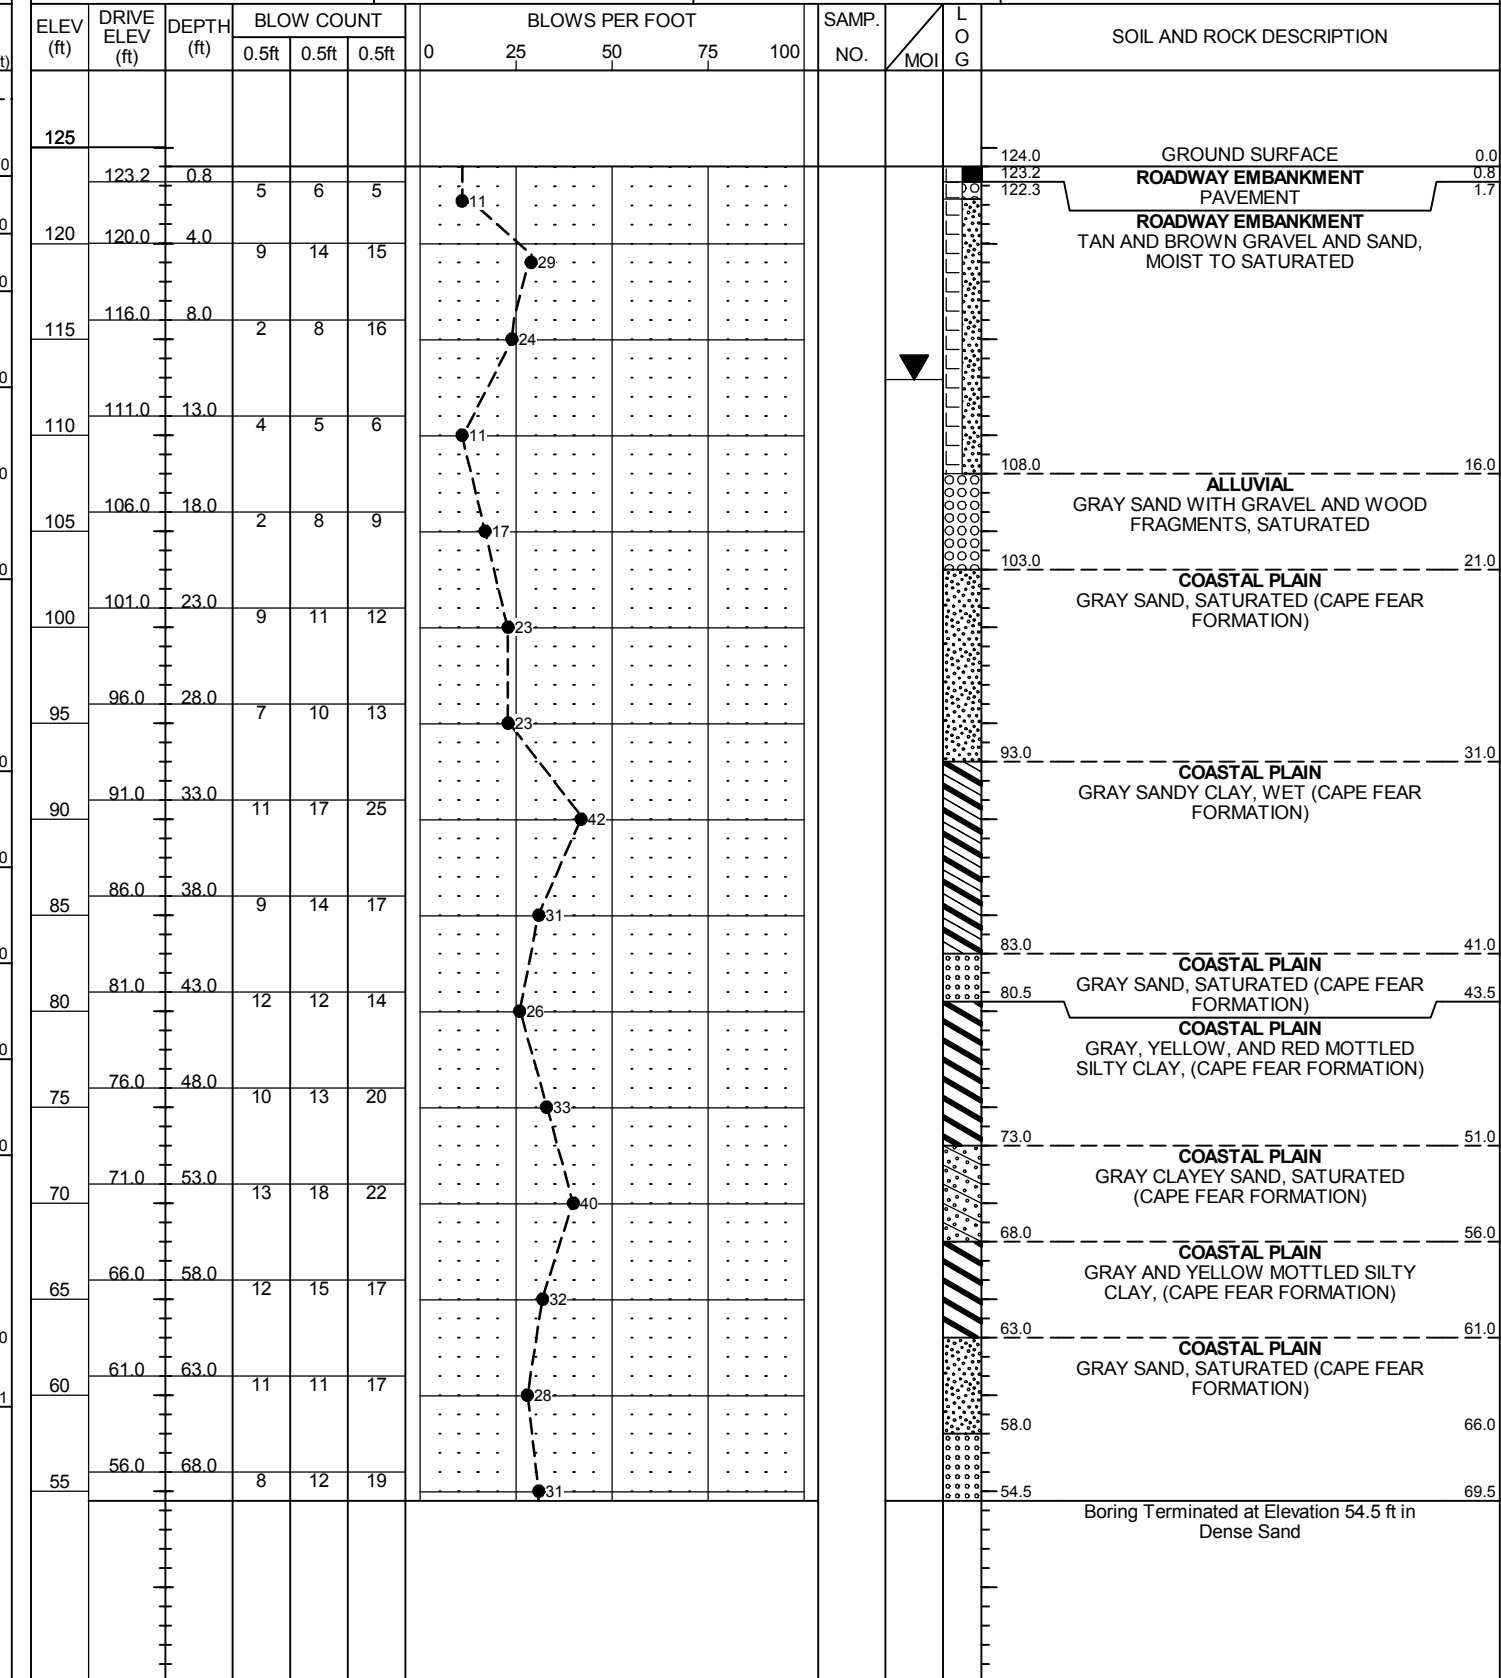 ELEV (ft) DRIVE ELEV (ft) DEPTH (ft) BLOW COUNT BLOWS PER FOOT SAMP. NO. MOI L O G SOIL AND ROCK DESCRIPTION
0.5ft 0.5ft 0.5ft 0 25 50 75 100
t)
125
124.0 GROUND SURFACE 0.0
0
123.2 0.8 123.2 ROADWAY EMBANKMENT 0.8
5 6 5 11 122.3 PAVEMENT 1.7
ROADWAY EMBANKMENT
0
120 120.0 4.0 TAN AND BROWN GRAVEL AND SAND,
9 14 15 29 MOIST TO SATURATED
0
116.0 8.0
115 2 8 16 24
0
111.0 13.0
110 4 5 6 11
0
108.0 16.0
ALLUVIAL
106.0 18.0 GRAY SAND WITH GRAVEL AND WOOD
105 2 8 9 17 FRAGMENTS, SATURATED
0
103.0 21.0
COASTAL PLAIN
101.0 23.0 GRAY SAND, SATURATED (CAPE FEAR
100 9 11 12 23 FORMATION)
96.0 28.0
95 7 10 13 23
0
93.0 31.0
COASTAL PLAIN
91.0 33.0 GRAY SANDY CLAY, WET (CAPE FEAR
90 11 17 25 42 FORMATION)
0
86.0 38.0
85 9 14 17 31
0
83.0 41.0
COASTAL PLAIN
81.0 43.0 GRAY SAND, SATURATED (CAPE FEAR
80.5 FORMATION) 43.5
80 12 12 14 26
COASTAL PLAIN
0
GRAY, YELLOW, AND RED MOTTLED
SILTY CLAY, (CAPE FEAR FORMATION)
76.0 48.0
75 10 13 20 33
0
73.0 51.0
COASTAL PLAIN
71.0 53.0 GRAY CLAYEY SAND, SATURATED
70 13 18 22 40 (CAPE FEAR FORMATION)
68.0 56.0
COASTAL PLAIN
66.0 58.0 GRAY AND YELLOW MOTTLED SILTY
65 12 15 17 32 CLAY, (CAPE FEAR FORMATION)
0
63.0 61.0
COASTAL PLAIN
61.0 63.0 GRAY SAND, SATURATED (CAPE FEAR
60 11 11 17 28 FORMATION)
1
58.0 66.0
56.0 68.0
55 8 12 19 31
54.5 69.5
Boring Terminated at Elevation 54.5 ft in
Dense Sand